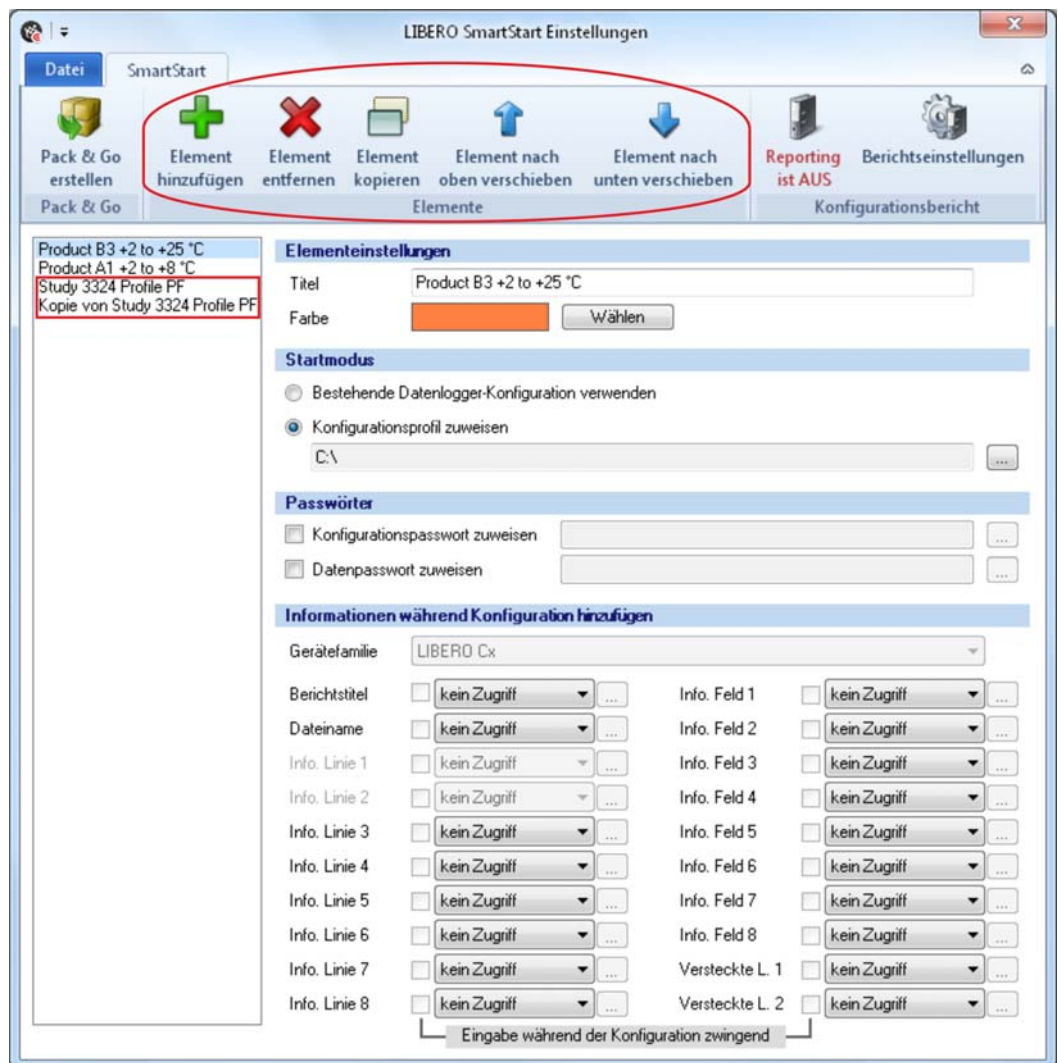 LIBERO SmartStart Einstellungen
Datei SmartStart
Pack & Go erstellen
Element hinzufügen
Element entfernen
Element kopieren
Element nach oben verschieben
Element nach unten verschieben
Reporting ist AUS
Berichtseinstellungen
Pack & Go Elemente Konfigurationsbericht
Product B3 +2 to +25 °C
Product A1 +2 to +8 °C
Study 3324 Profile PF
Kopie von Study 3324 Profile PF
Elementeinstellungen
Titel Product B3 +2 to +25 °C
Farbe Wählen
Startmodus
Bestehende Datenlogger-Konfiguration verwenden
Konfigurationsprofil zuweisen
C:\ ...
Passwörter
Konfigurationspasswort zuweisen ...
Datenpasswort zuweisen ...
Informationen während Konfiguration hinzufügen
Gerätefamilie LIBERO Cx
Berichtstitel kein Zugriff ... Info. Feld 1 kein Zugriff ...
Dateiname kein Zugriff ... Info. Feld 2 kein Zugriff ...
Info. Linie 1 kein Zugriff ... Info. Feld 3 kein Zugriff ...
Info. Linie 2 kein Zugriff ... Info. Feld 4 kein Zugriff ...
Info. Linie 3 kein Zugriff ... Info. Feld 5 kein Zugriff ...
Info. Linie 4 kein Zugriff ... Info. Feld 6 kein Zugriff ...
Info. Linie 5 kein Zugriff ... Info. Feld 7 kein Zugriff ...
Info. Linie 6 kein Zugriff ... Info. Feld 8 kein Zugriff ...
Info. Linie 7 kein Zugriff ... Versteckte L. 1 kein Zugriff ...
Info. Linie 8 kein Zugriff ... Versteckte L. 2 kein Zugriff ...
Eingabe während der Konfiguration zwingend